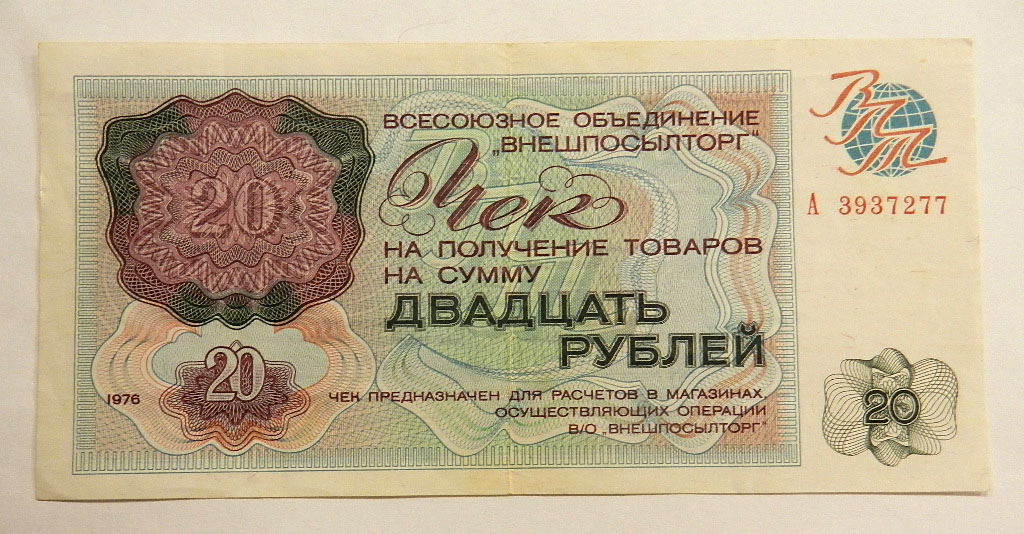 ВСЕСОЮЗНОЕ ОБЪЕДИНЕНИЕ
„ВНЕШПОСЫЛТОРГ“
ВПТ
А 3937277
20
Чек
НА ПОЛУЧЕНИЕ ТОВАРОВ
НА СУММУ
ДВАДЦАТЬ
РУБЛЕЙ
20
1976
ЧЕК ПРЕДНАЗНАЧЕН ДЛЯ РАСЧЕТОВ В МАГАЗИНАХ,
ОСУЩЕСТВЛЯЮЩИХ ОПЕРАЦИИ
В/О „ВНЕШПОСЫЛТОРГ“
20